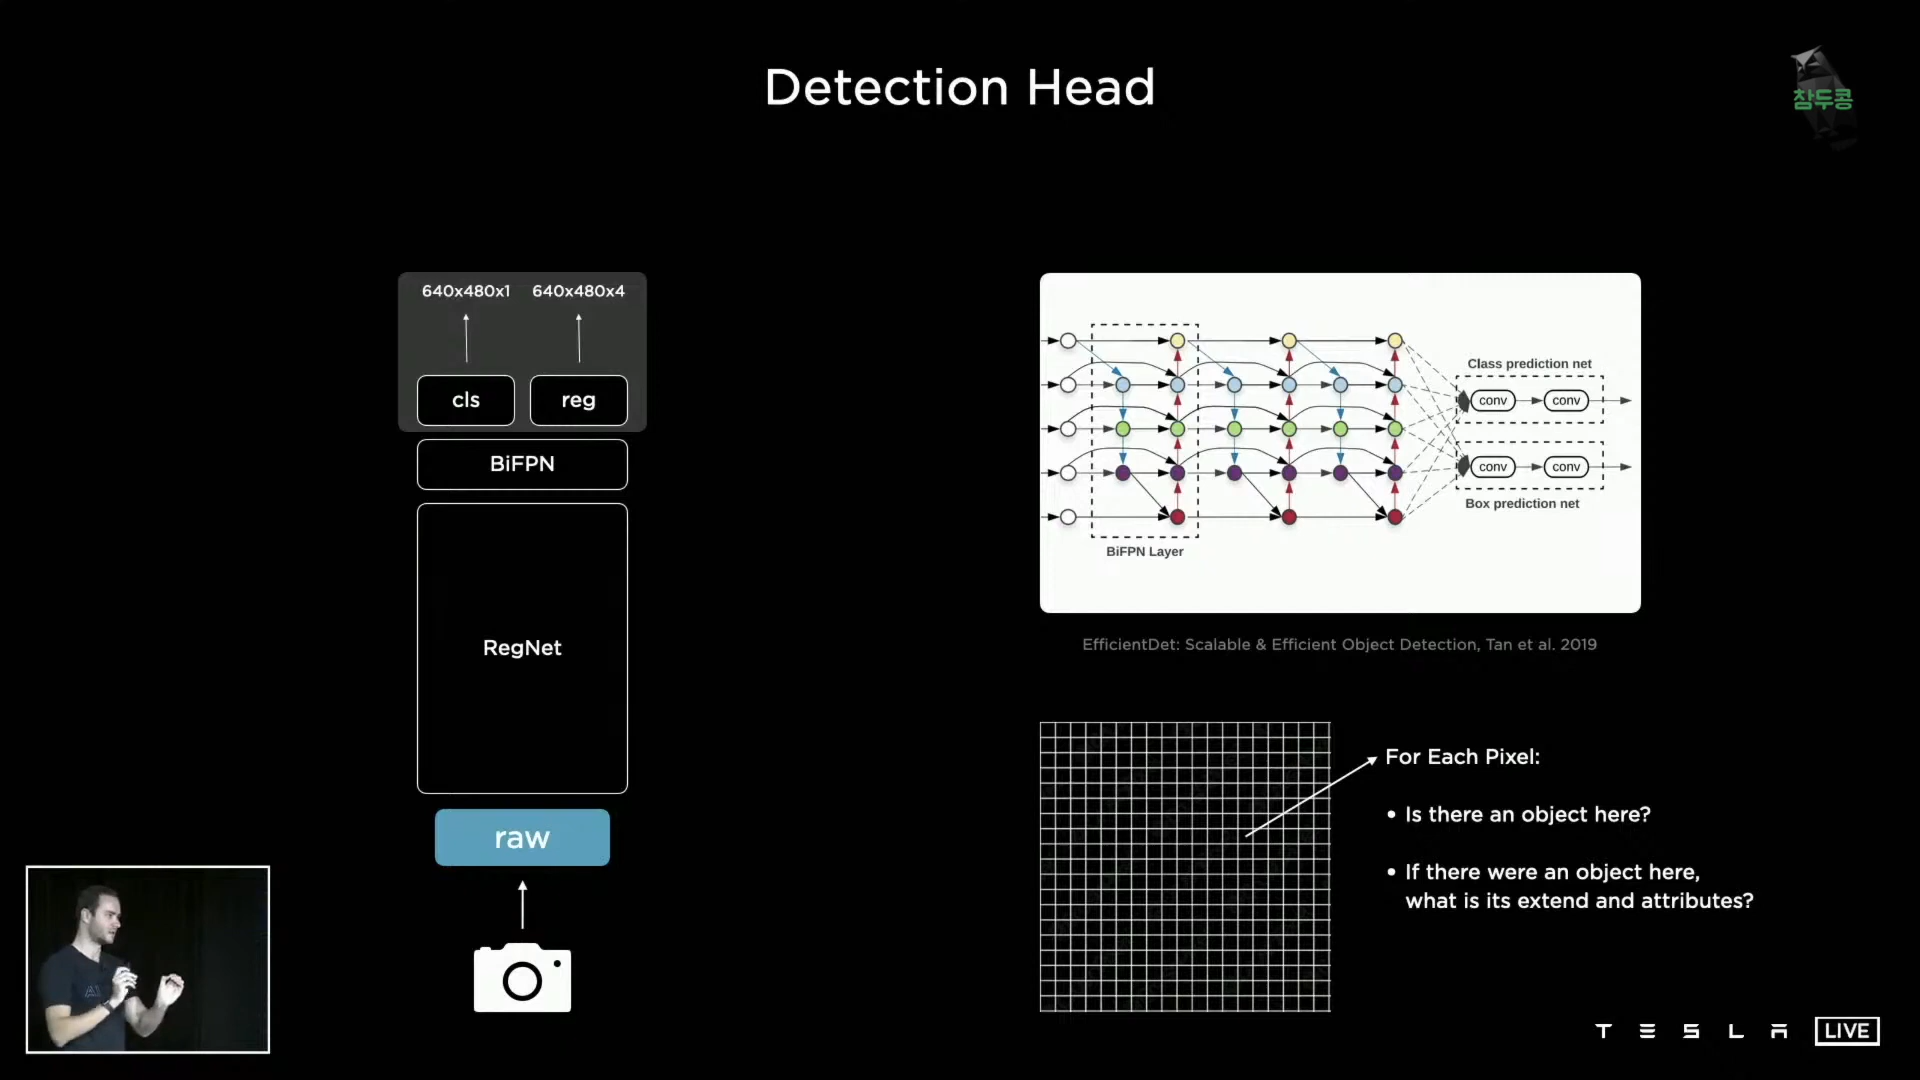 Detection Head
참두콩
640x480x1 640x480x4
cls reg
BiFPN
RegNet
raw
Class prediction net
conv conv
conv conv
Box prediction net
BiFPN Layer
EfficientDet: Scalable & Efficient Object Detection, Tan et al. 2019
For Each Pixel:
• Is there an object here?
• If there were an object here,
what is its extend and attributes?
AI
TESLA LIVE